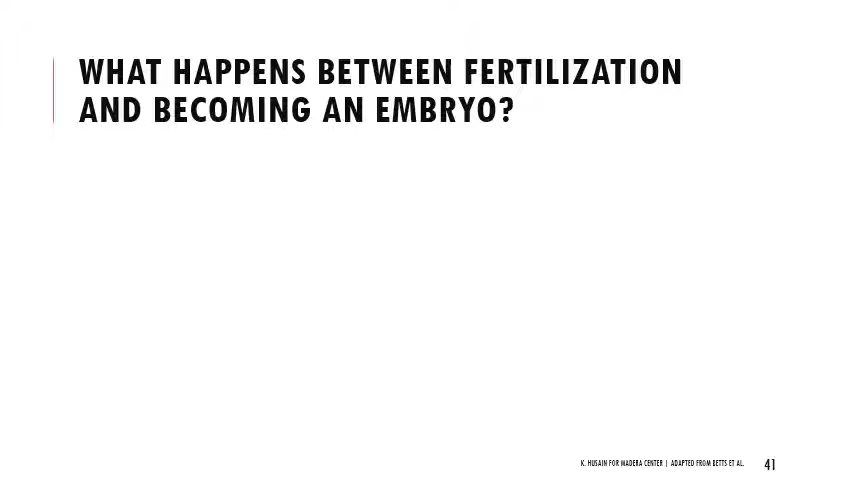 WHAT HAPPENS BETWEEN FERTILIZATION
AND BECOMING AN EMBRYO?
K. HUSAIN FOR MADERA CENTER | ADAPTED FROM BETTS ET AL.
41